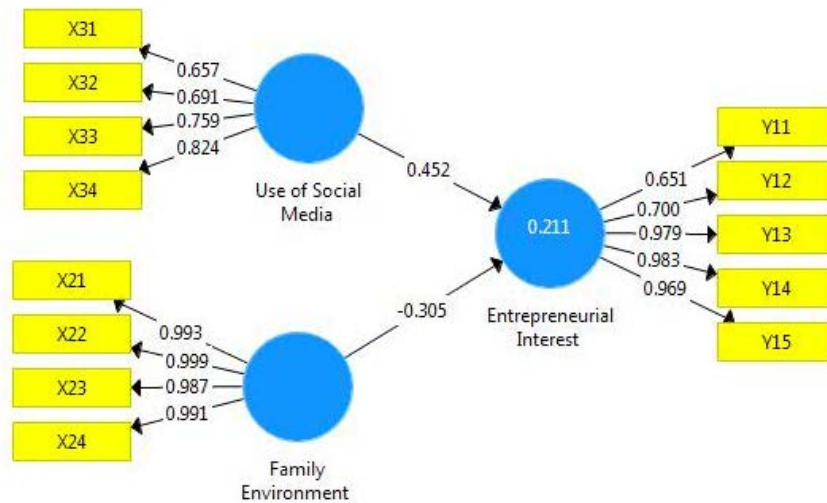 X31
X32
X33
X34
0.657
0.691
0.759
0.824
Use of Social
Media
0.452
X21
X22
X23
X24
0.993
0.999
0.987
0.991
Family
Environment
-0.305
0.211
Entrepreneurial
Interest
0.651
0.700
0.979
0.983
0.969
Y11
Y12
Y13
Y14
Y15